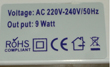 Voltage: AC 220V-240V/50Hz
Out put: 9 Watt
RoHS
COMPLIANT